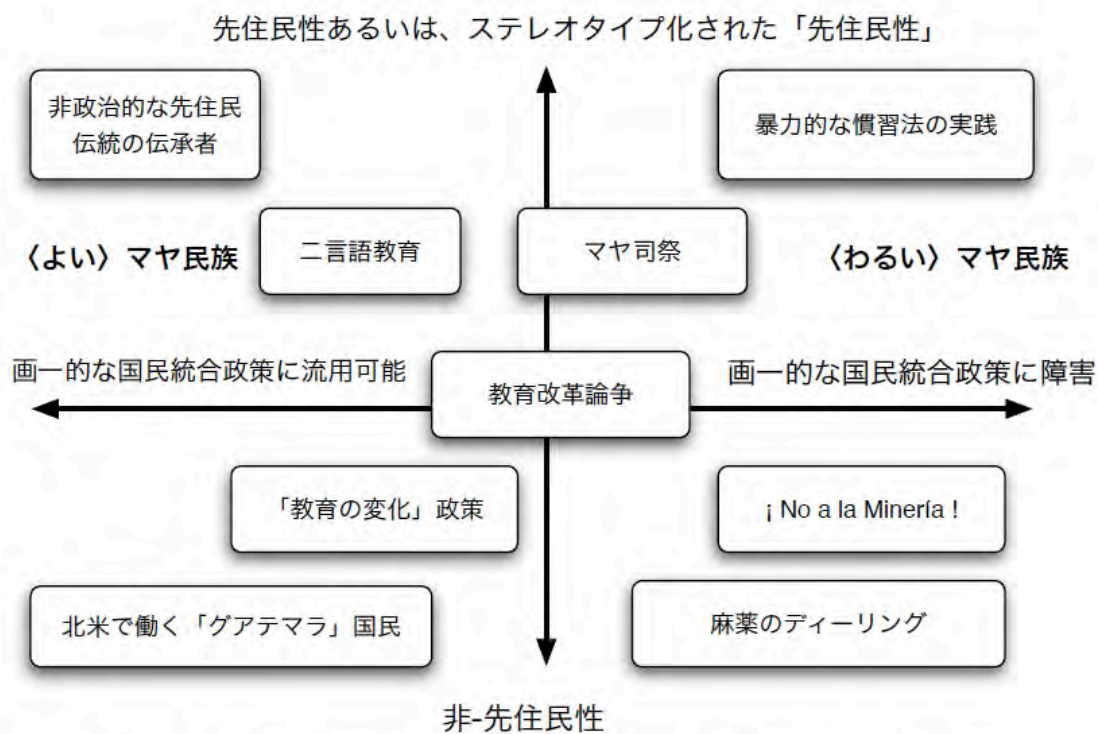 先住民性あるいは、ステレオタイプ化された「先住民性」
非政治的な先住民
伝統の伝承者
暴力的な慣習法の実践
〈よい〉マヤ民族
二言語教育
マヤ司祭
〈わるい〉マヤ民族
画一的な国民統合政策に流用可能
教育改革論争
画一的な国民統合政策に障害
「教育の変化」政策
¡ No a la Minería !
北米で働く「グアテマラ」国民
麻薬のディーリング
非-先住民性